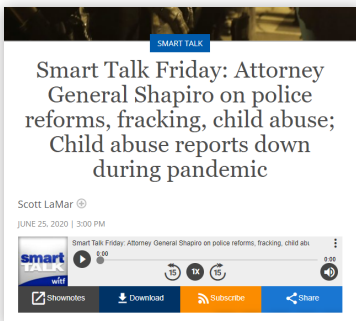 SMART TALK
Smart Talk Friday: Attorney
General Shapiro on police
reforms, fracking, child abuse;
Child abuse reports down
during pandemic
Scott LaMar
JUNE 25, 2020 | 3:00 PM
smart
TALK
witf
Smart Talk Friday: Attorney General Shapiro on police reforms, fracking, child abu
0:00
0:00
15
1X
15
Shownotes
Download
Subscribe
Share